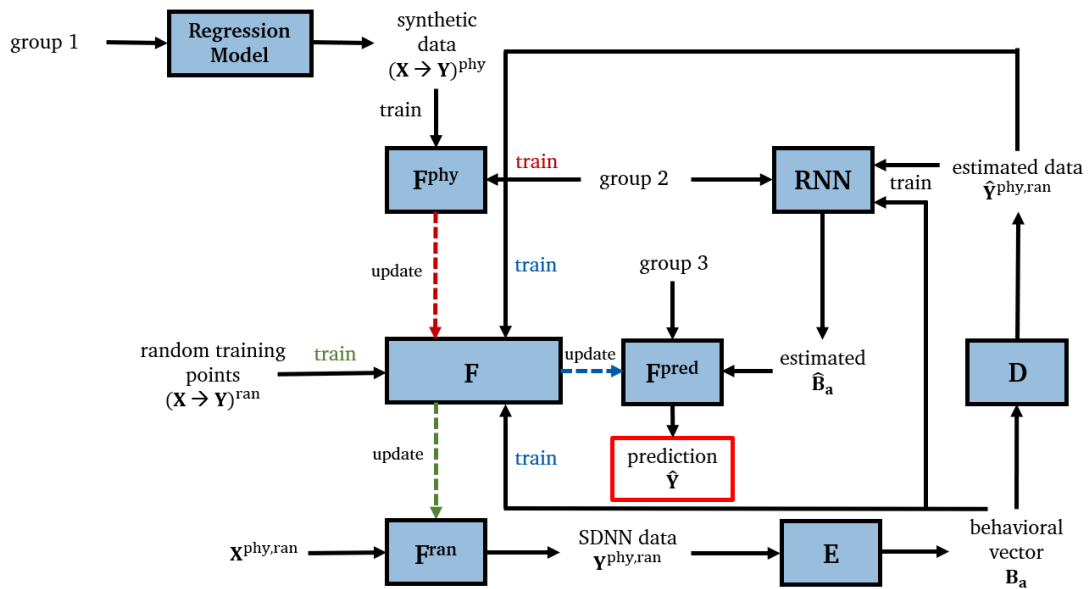 group 1
Regression
Model
synthetic
data
(X → Y)^phy
train
F^phy
train
group 2
RNN
train
estimated data
Ŷ^phy,ran
update
train
group 3
random training
points
(X → Y)^ran
train
F
update
F^pred
estimated
B̂_a
D
update
train
prediction
Ŷ
X^phy,ran
F^ran
SDNN data
Y^phy,ran
E
behavioral
vector
B_a